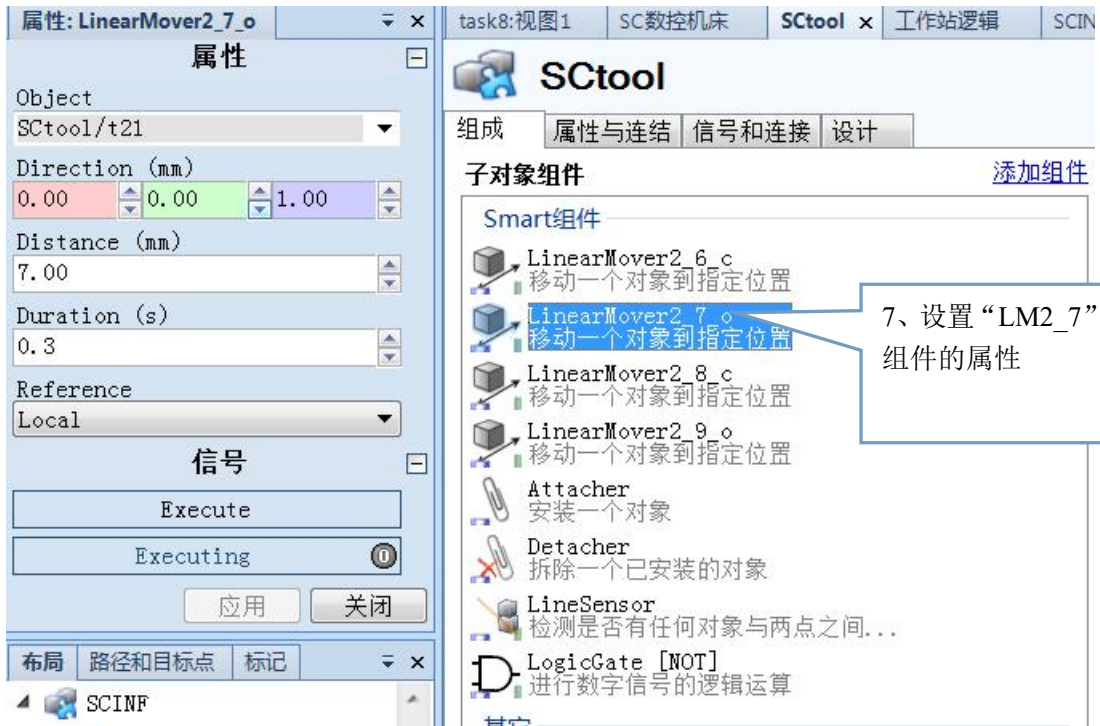 属性: LinearMover2_7_o
属性
Object
SCtool/t21
Direction (mm)
0.00 0.00 1.00
Distance (mm)
7.00
Duration (s)
0.3
Reference
Local
信号
Execute
Executing 0
应用 关闭
布局 路径和目标点 标记
SCINF
task8:视图1 SC数控机床 SCtool 工作站逻辑 SCIN
SCtool
组成 属性与连结 信号和连接 设计
子对象组件 添加组件
Smart组件
LinearMover2_6_c
移动一个对象到指定位置
LinearMover2_7_o
移动一个对象到指定位置
LinearMover2_8_c
移动一个对象到指定位置
LinearMover2_9_o
移动一个对象到指定位置
Attacher
安装一个对象
Detacher
拆除一个已安装的对象
LineSensor
检测是否有任何对象与两点之间...
LogicGate [NOT]
进行数字信号的逻辑运算
其它
7、设置“LM2_7”
组件的属性